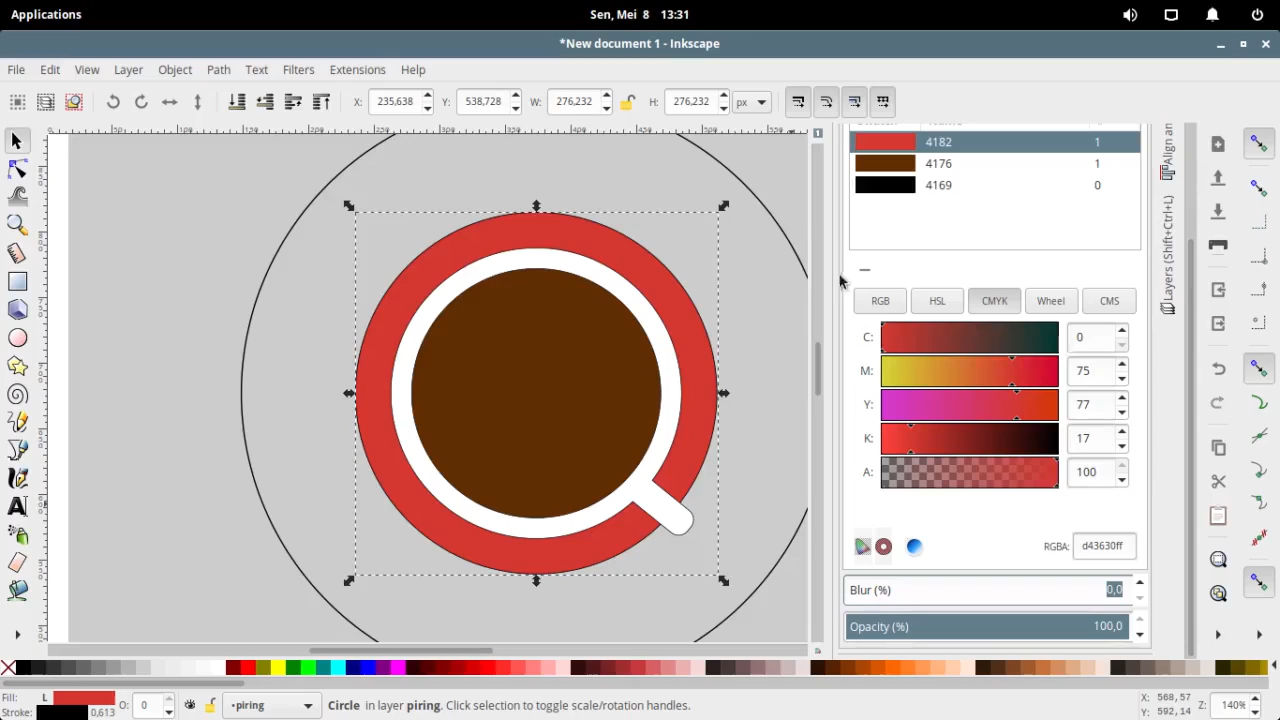 Applications
Sen, Mei 8 13:31
*New document 1 - Inkscape
File Edit View Layer Object Path Text Filters Extensions Help
X: 235,638 Y: 538,728 W: 276,232 H: 276,232 px
Align an
Layers (Shift+Ctrl+L)
4182 1
4176 1
4169 0
RGB HSL CMYK Wheel CMS
C: 0
M: 75
Y: 77
K: 17
A: 100
RGBA: d43630ff
Blur (%) 0,0
Opacity (%) 100,0
Fill: L O: 0 •piring Circle in layer piring. Click selection to toggle scale/rotation handles.
Stroke: 0,613
X: 568,57
Y: 592,14
Z: 140%